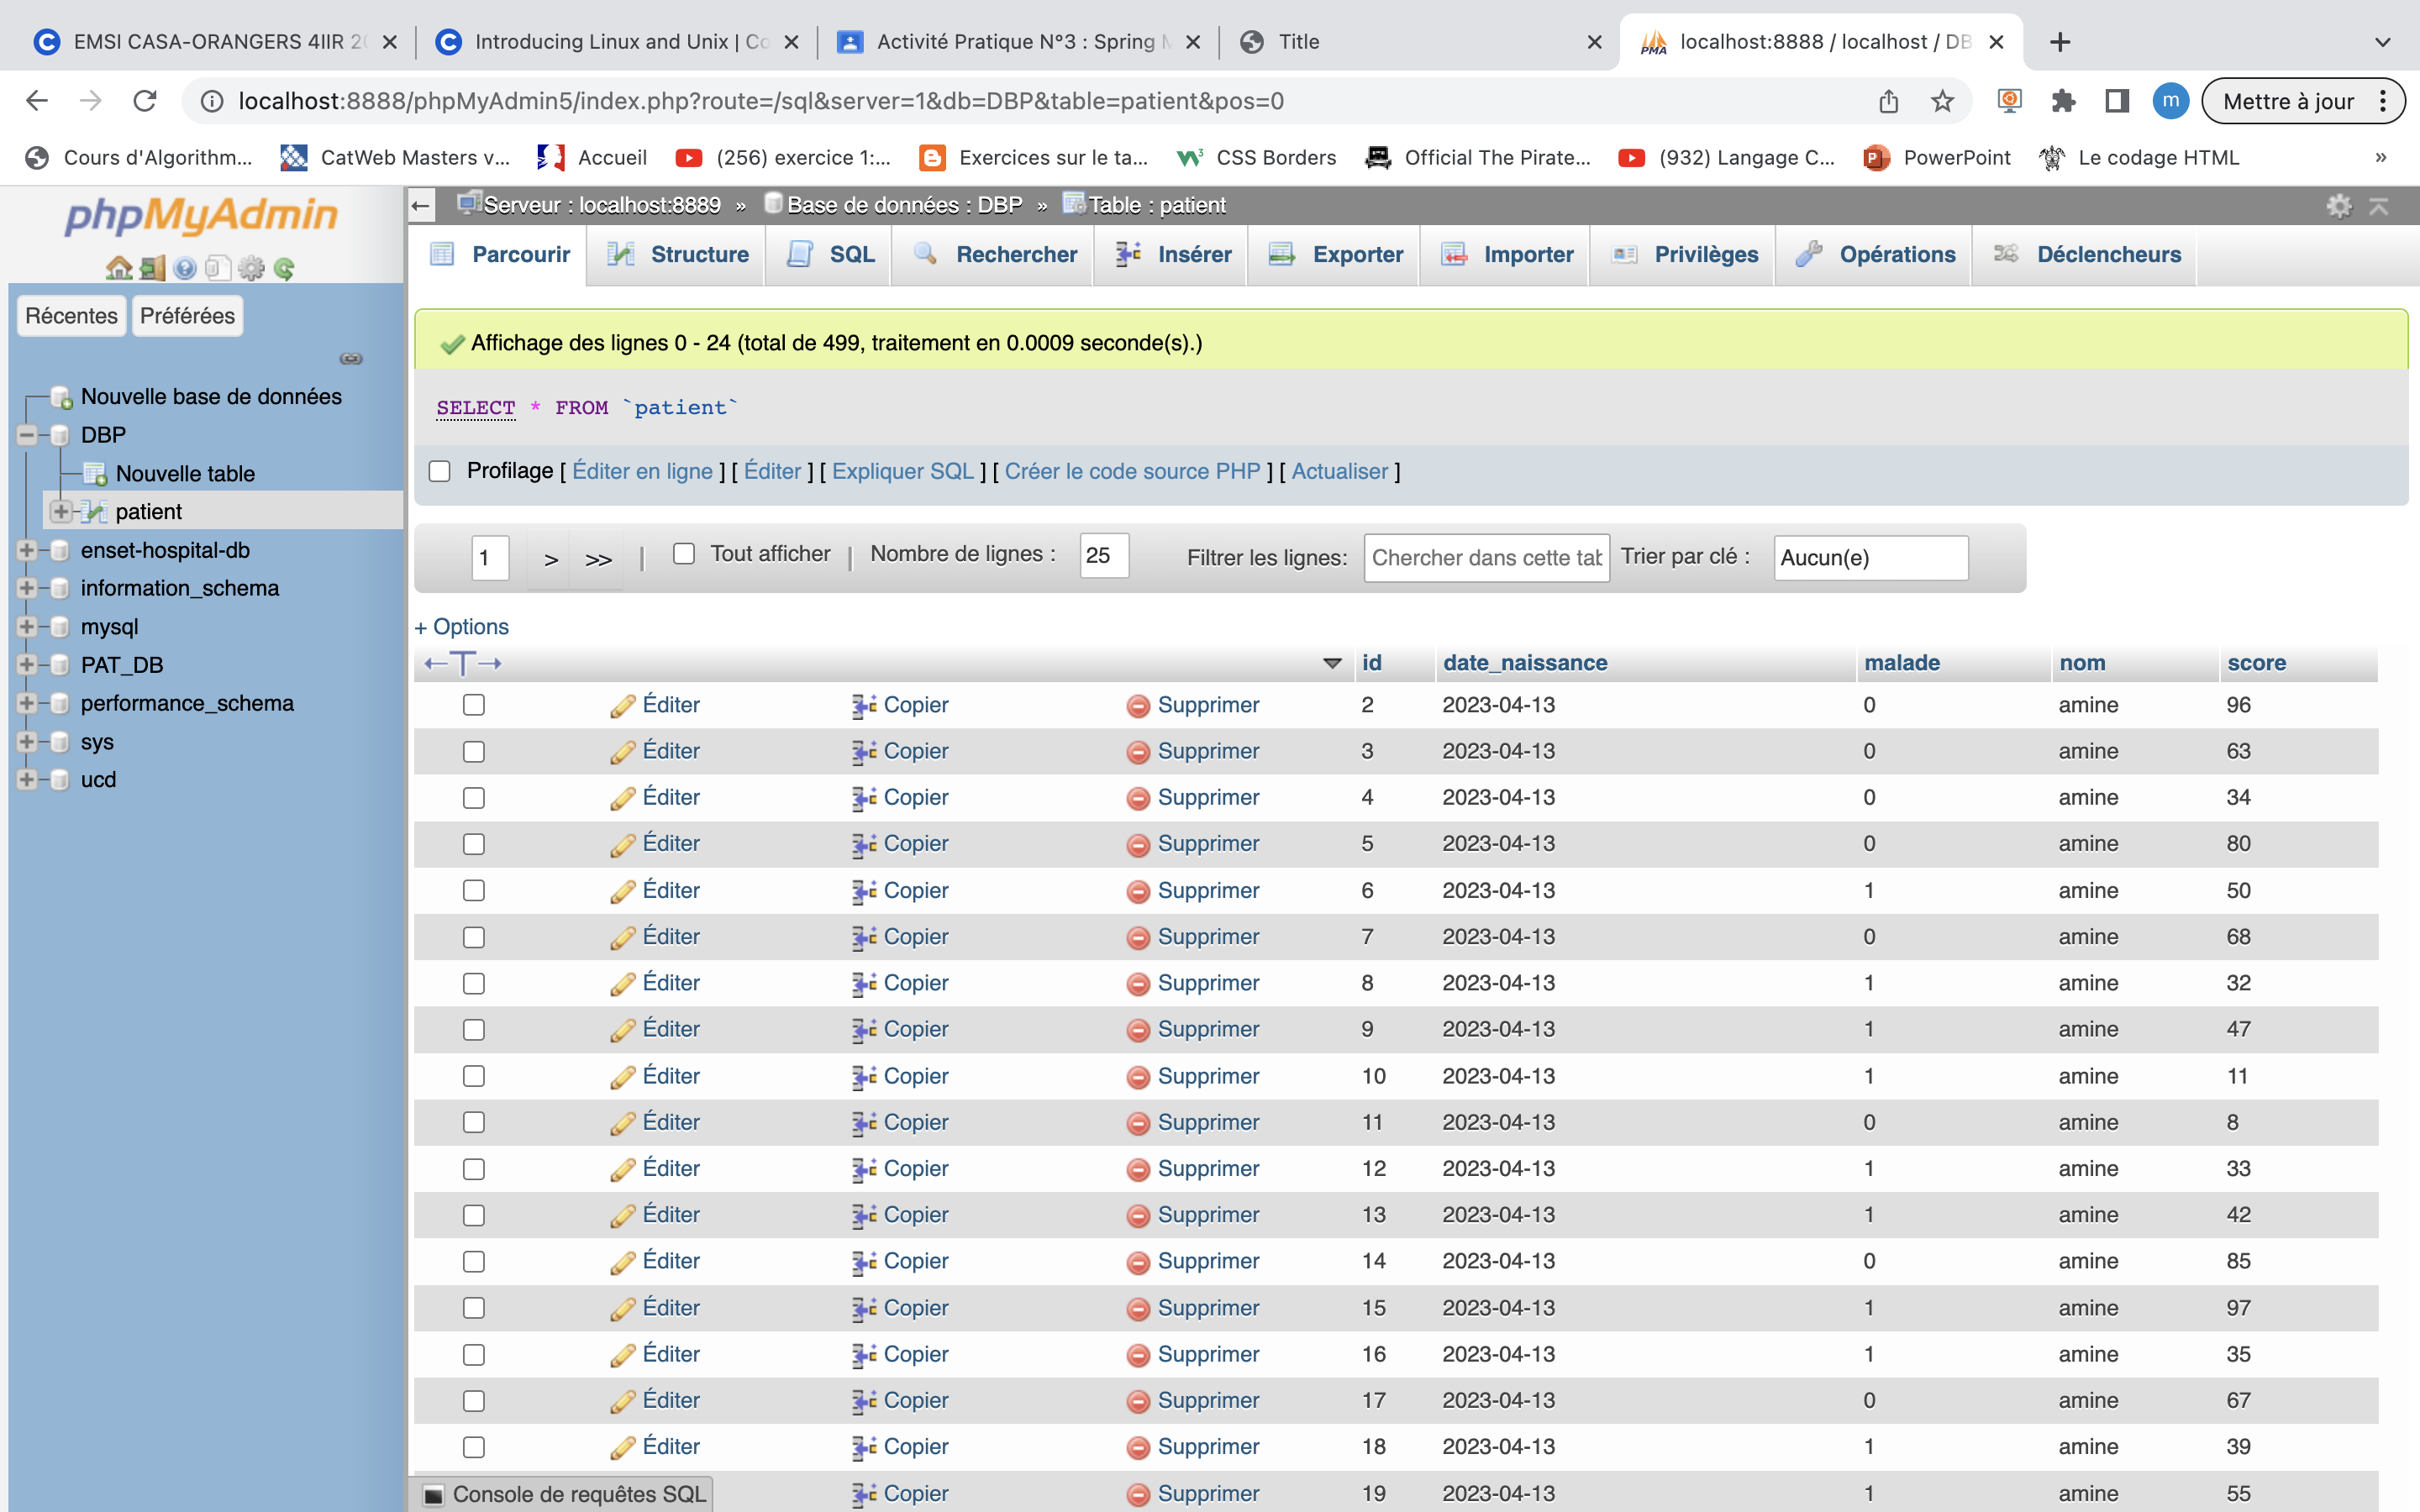 EMSI CASA-ORANGERS 4IIR 20
Introducing Linux and Unix | Co
Activité Pratique N°3 : Spring M
Title
localhost:8888 / localhost / DB
localhost:8888/phpMyAdmin5/index.php?route=/sql&server=1&db=DBP&table=patient&pos=0
m
Mettre à jour
Cours d'Algorithm...
CatWeb Masters v...
Accueil
(256) exercice 1:...
Exercices sur le ta...
CSS Borders
Official The Pirate...
(932) Langage C...
PowerPoint
Le codage HTML
»
phpMyAdmin
Récentes
Préférées
Nouvelle base de données
DBP
Nouvelle table
patient
enset-hospital-db
information_schema
mysql
PAT_DB
performance_schema
sys
ucd
Serveur : localhost:8889 » Base de données : DBP » Table : patient
Parcourir Structure SQL Rechercher Insérer Exporter Importer Privilèges Opérations Déclencheurs
Affichage des lignes 0 - 24 (total de 499, traitement en 0.0009 seconde(s).)
SELECT * FROM `patient`
Profilage [ Éditer en ligne ] [ Éditer ] [ Expliquer SQL ] [ Créer le code source PHP ] [ Actualiser ]
1 > >> | Tout afficher | Nombre de lignes : 25 Filtrer les lignes: Chercher dans cette tab Trier par clé : Aucun(e)
+ Options
←T→ id date_naissance malade nom score
Éditer Copier Supprimer 2 2023-04-13 0 amine 96
Éditer Copier Supprimer 3 2023-04-13 0 amine 63
Éditer Copier Supprimer 4 2023-04-13 0 amine 34
Éditer Copier Supprimer 5 2023-04-13 0 amine 80
Éditer Copier Supprimer 6 2023-04-13 1 amine 50
Éditer Copier Supprimer 7 2023-04-13 0 amine 68
Éditer Copier Supprimer 8 2023-04-13 1 amine 32
Éditer Copier Supprimer 9 2023-04-13 1 amine 47
Éditer Copier Supprimer 10 2023-04-13 1 amine 11
Éditer Copier Supprimer 11 2023-04-13 0 amine 8
Éditer Copier Supprimer 12 2023-04-13 1 amine 33
Éditer Copier Supprimer 13 2023-04-13 1 amine 42
Éditer Copier Supprimer 14 2023-04-13 0 amine 85
Éditer Copier Supprimer 15 2023-04-13 1 amine 97
Éditer Copier Supprimer 16 2023-04-13 1 amine 35
Éditer Copier Supprimer 17 2023-04-13 0 amine 67
Éditer Copier Supprimer 18 2023-04-13 1 amine 39
Copier Supprimer 19 2023-04-13 1 amine 55
Console de requêtes SQL